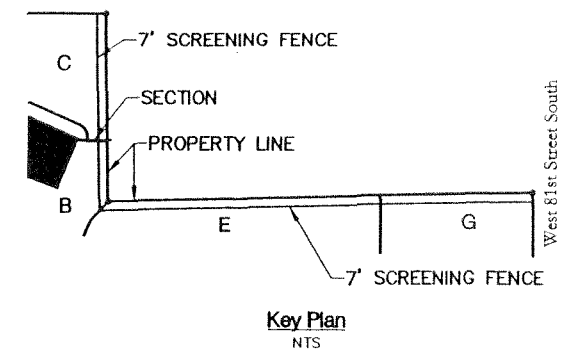 7' SCREENING FENCE
C
SECTION
PROPERTY LINE
B
E
G
West 81st Street South
7' SCREENING FENCE
Key Plan
NTS